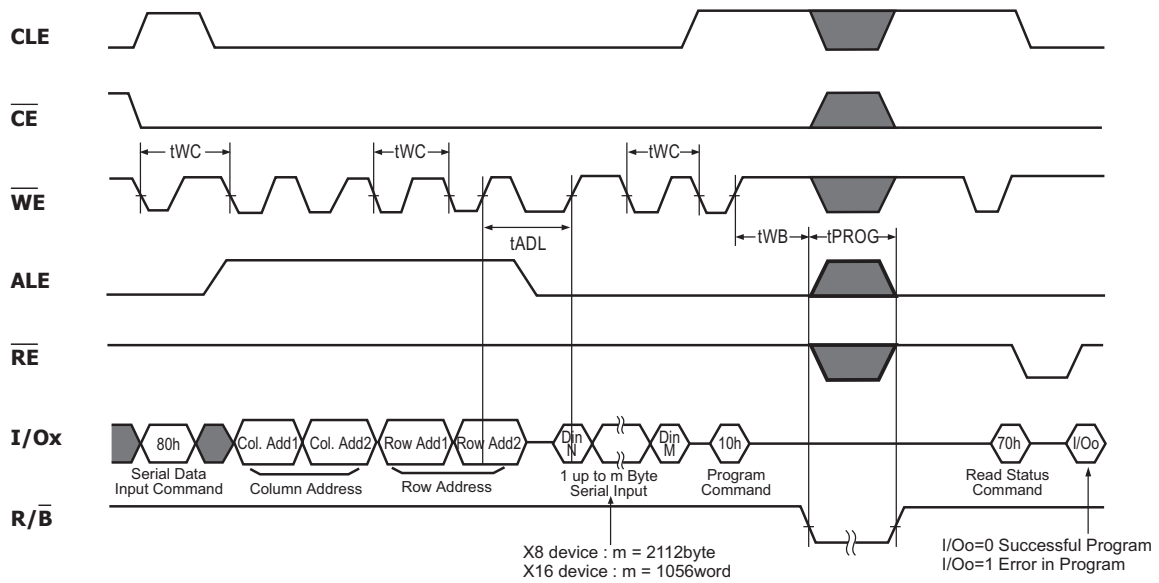 CLE
CE
tWC
tWC
tWC
WE
tADL
tWB
tPROG
ALE
RE
I/Ox
80h
Col. Add1
Col. Add2
Row Add1
Row Add2
Din
N
Din
M
10h
70h
I/Oo
Serial Data
Input Command
Column Address
Row Address
1 up to m Byte
Serial Input
Program
Command
Read Status
Command
R/B
X8 device : m = 2112byte
X16 device : m = 1056word
I/Oo=0 Successful Program
I/Oo=1 Error in Program